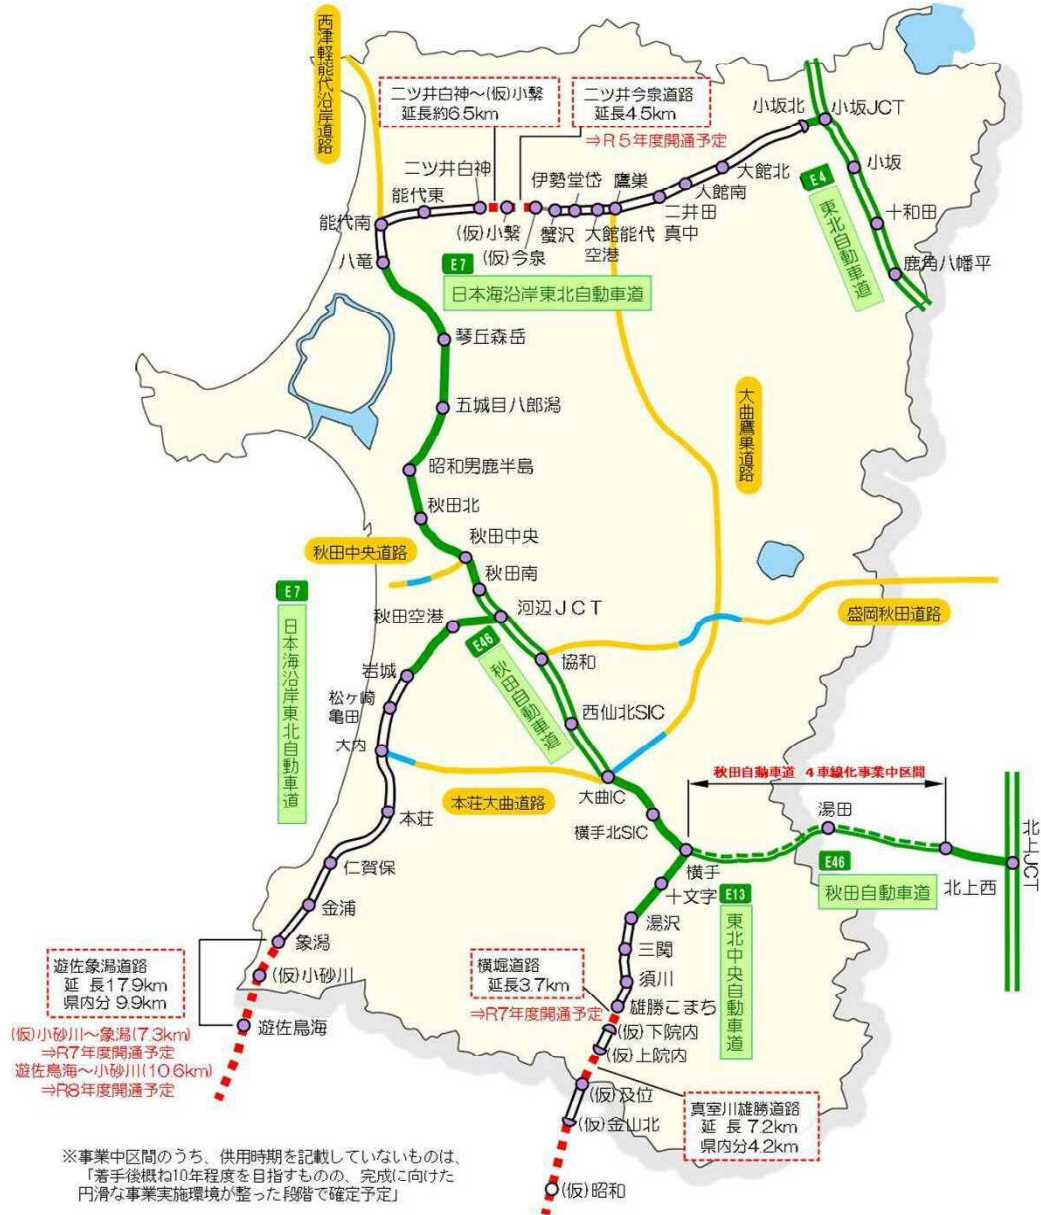 西津軽能代沿岸道路
二ツ井白神～(仮)小繋
延長約6.5km
二ツ井今泉道路
延長4.5km
⇒R5年度開通予定
小坂北
小坂JCT
小坂
E4
東北自動車道
十和田
鹿角八幡平
大館北
大館南
二井田
真中
鷹巣
伊勢堂岱
大館能代
空港
蟹沢
(仮)今泉
(仮)小繋
二ツ井白神
能代東
能代南
八竜
E7
日本海沿岸東北自動車道
琴丘森岳
五城目八郎潟
大曲鷹巣道路
昭和男鹿半島
秋田北
秋田中央
秋田中央道路
秋田南
河辺JCT
秋田空港
E7
日本海沿岸東北自動車道
E46
秋田自動車道
盛岡秋田道路
協和
岩城
松ヶ崎
亀田
西仙北SIC
大内
大曲IC
本荘大曲道路
秋田自動車道 4車線化事業中区間
本荘
横手北SIC
湯田
北上JCT
横手
E46
秋田自動車道
北上西
仁賀保
十文字
E13
東北中央自動車道
金浦
湯沢
象潟
三関
遊佐象潟道路
延長17.9km
県内分9.9km
(仮)小砂川
横堀道路
延長3.7km
⇒R7年度開通予定
須川
雄勝こまち
遊佐鳥海
(仮)小砂川～象潟(7.3km)
⇒R7年度開通予定
遊佐鳥海～小砂川(10.6km)
⇒R8年度開通予定
(仮)下院内
(仮)上院内
(仮)及位
(仮)金山北
真室川雄勝道路
延長7.2km
県内分4.2km
(仮)昭和
※事業中区間のうち、供用時期を記載していないものは、
「着手後概ね10年程度を目指すものの、完成に向けた
円滑な事業実施環境が整った段階で確定予定」